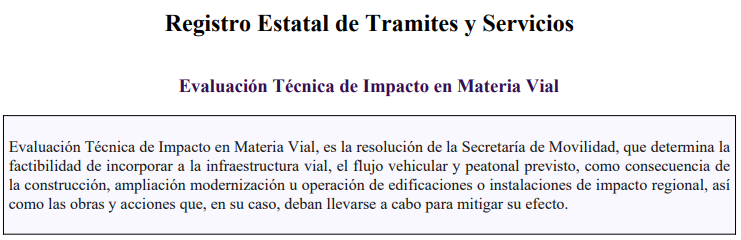 Registro Estatal de Tramites y Servicios
Evaluación Técnica de Impacto en Materia Vial
Evaluación Técnica de Impacto en Materia Vial, es la resolución de la Secretaría de Movilidad, que determina la
factibilidad de incorporar a la infraestructura vial, el flujo vehicular y peatonal previsto, como consecuencia de
la construcción, ampliación modernización u operación de edificaciones o instalaciones de impacto regional, así
como las obras y acciones que, en su caso, deban llevarse a cabo para mitigar su efecto.